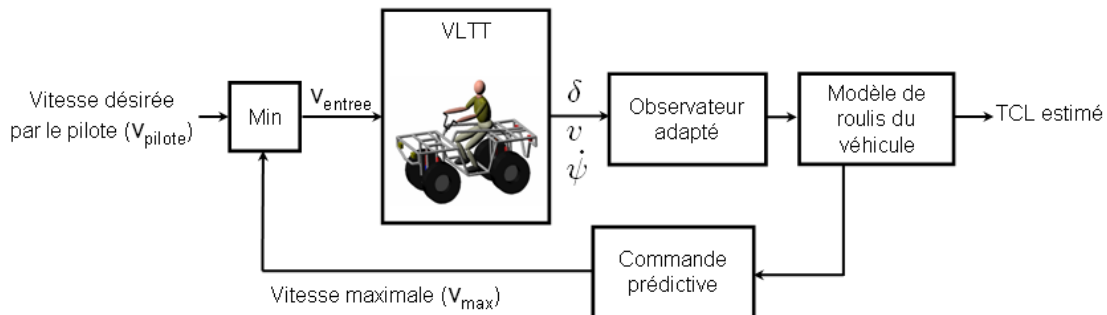 VLTT
Vitesse désirée
par le pilote (Vpilote)
Min
Ventree
δ
v
ψ̇
Observateur
adapté
Modèle de
roulis du
véhicule
TCL estimé
Commande
prédictive
Vitesse maximale (Vmax)